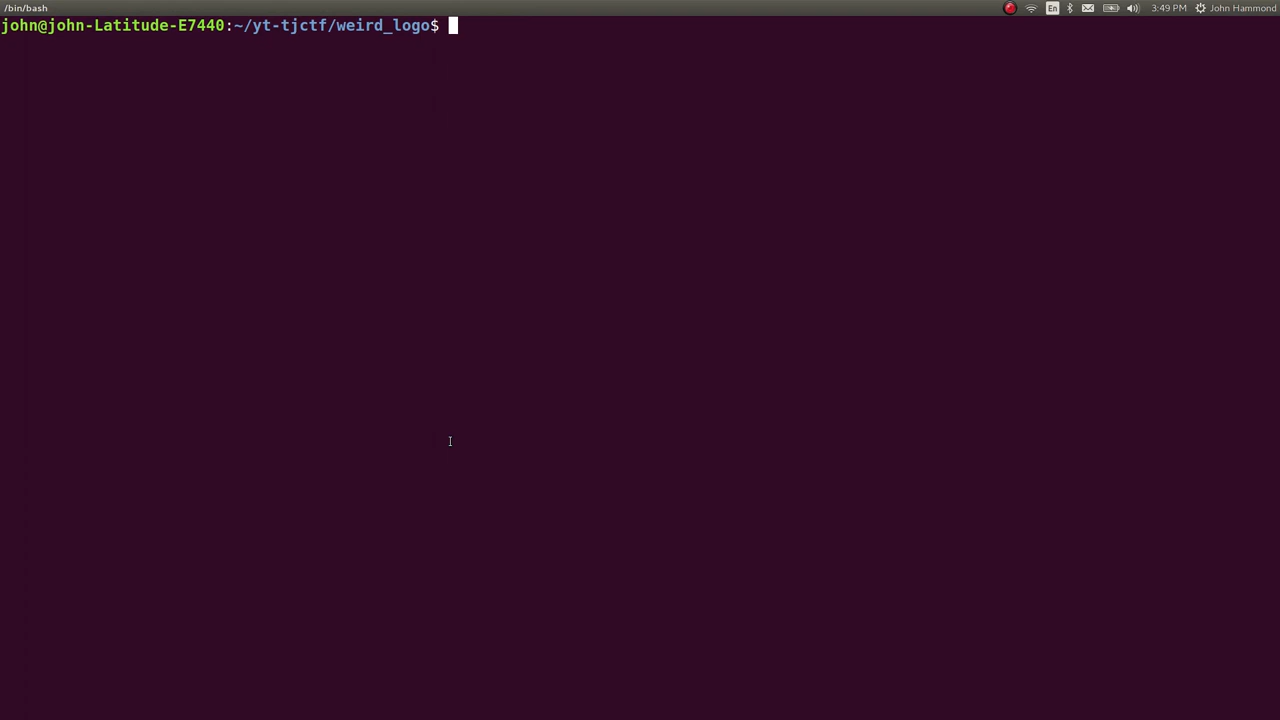 /bin/bash
En
3:49 PM
John Hammond
john@john-Latitude-E7440:~/yt-tjctf/weird_logo$